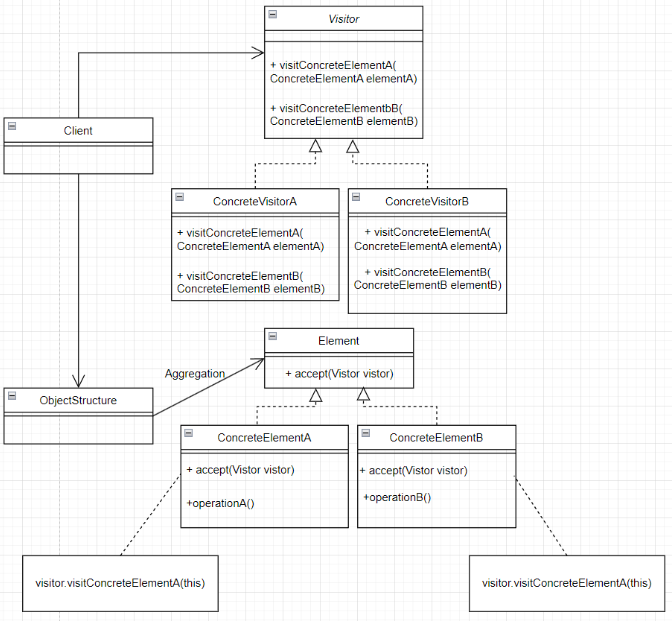 Visitor
+ visitConcreteElementA(
ConcreteElementA elementA)
+ visitConcreteElementbB(
ConcreteElementB elementB)
Client
ConcreteVisitorA
+ visitConcreteElementA(
ConcreteElementA elementA)
+ visitConcreteElementB(
ConcreteElementB elementB)
ConcreteVisitorB
+ visitConcreteElementA(
ConcreteElementA elementA)
+ visitConcreteElementB(
ConcreteElementB elementB)
Element
+ accept(Vistor vistor)
Aggregation
ObjectStructure
ConcreteElementA
+ accept(Vistor vistor)
+operationA()
ConcreteElementB
+ accept(Vistor vistor)
+operationB()
visitor.visitConcreteElementA(this)
visitor.visitConcreteElementA(this)